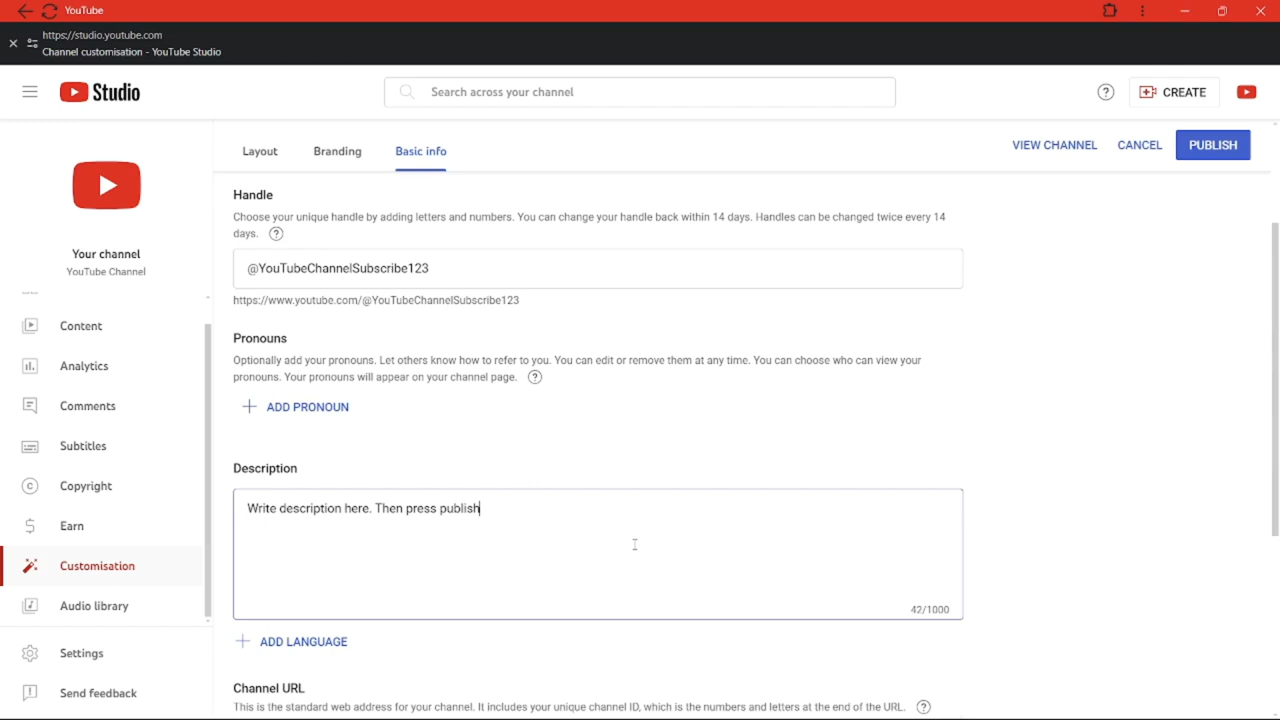 YouTube
https://studio.youtube.com
Channel customisation - YouTube Studio
Studio
Search across your channel
CREATE
Layout
Branding
Basic info
VIEW CHANNEL
CANCEL
PUBLISH
Your channel
YouTube Channel
Content
Analytics
Comments
Subtitles
Copyright
Earn
Customisation
Audio library
Settings
Send feedback
Handle
Choose your unique handle by adding letters and numbers. You can change your handle back within 14 days. Handles can be changed twice every 14
days.
@YouTubeChannelSubscribe123
https://www.youtube.com/@YouTubeChannelSubscribe123
Pronouns
Optionally add your pronouns. Let others know how to refer to you. You can edit or remove them at any time. You can choose who can view your
pronouns. Your pronouns will appear on your channel page.
ADD PRONOUN
Description
Write description here. Then press publish
42/1000
ADD LANGUAGE
Channel URL
This is the standard web address for your channel. It includes your unique channel ID, which is the numbers and letters at the end of the URL.